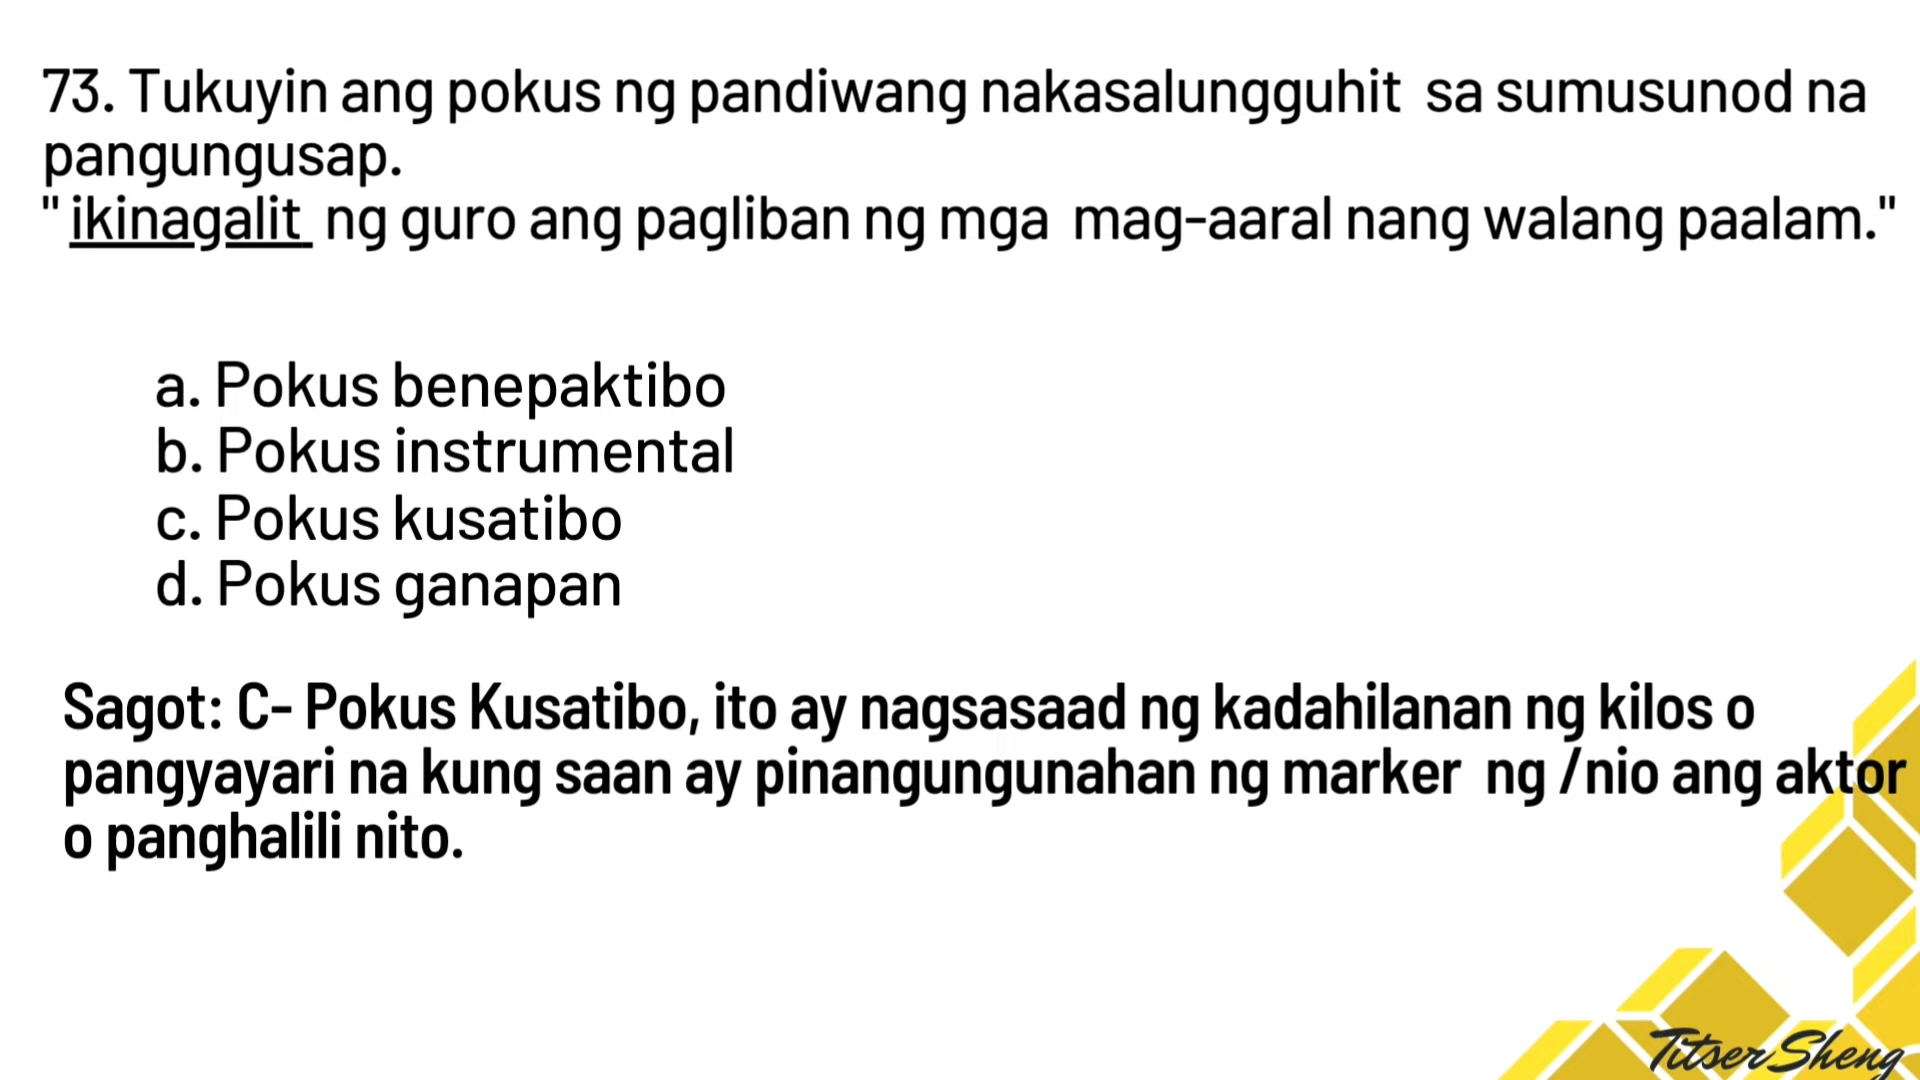 73. Tukuyin ang pokus ng pandiwang nakasalungguhit sa sumusunod na
pangungusap.
" ikinagalit ng guro ang pagliban ng mga mag-aaral nang walang paalam."
a. Pokus benepaktibo
b. Pokus instrumental
c. Pokus kusatibo
d. Pokus ganapan
Sagot: C- Pokus Kusatibo, ito ay nagsasaad ng kadahilanan ng kilos o
pangyayari na kung saan ay pinangungunahan ng marker ng /nio ang aktor
o panghalili nito.
Titser Sheng